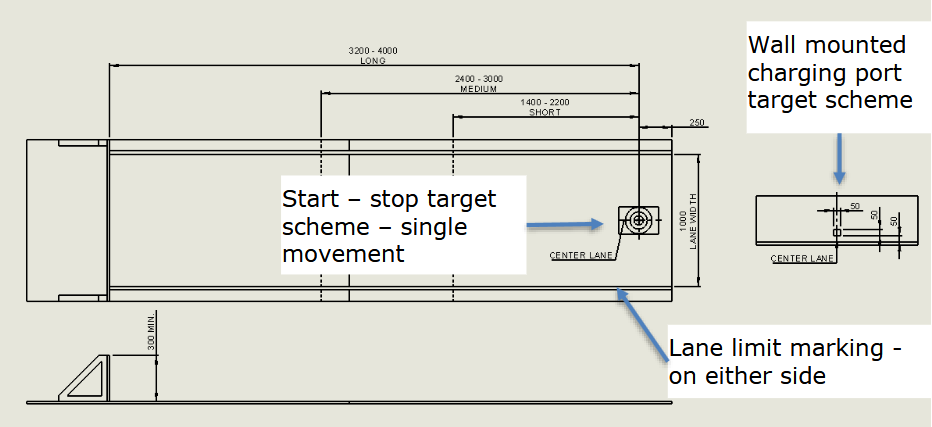 3200 - 4000
LONG
2400 - 3000
MEDIUM
1400 - 2200
SHORT
250
Wall mounted
charging port
target scheme
Start – stop target
scheme – single
movement
1000
LANE WIDTH
CENTER LANE
50
50
50
CENTER LANE
300 MIN.
Lane limit marking -
on either side